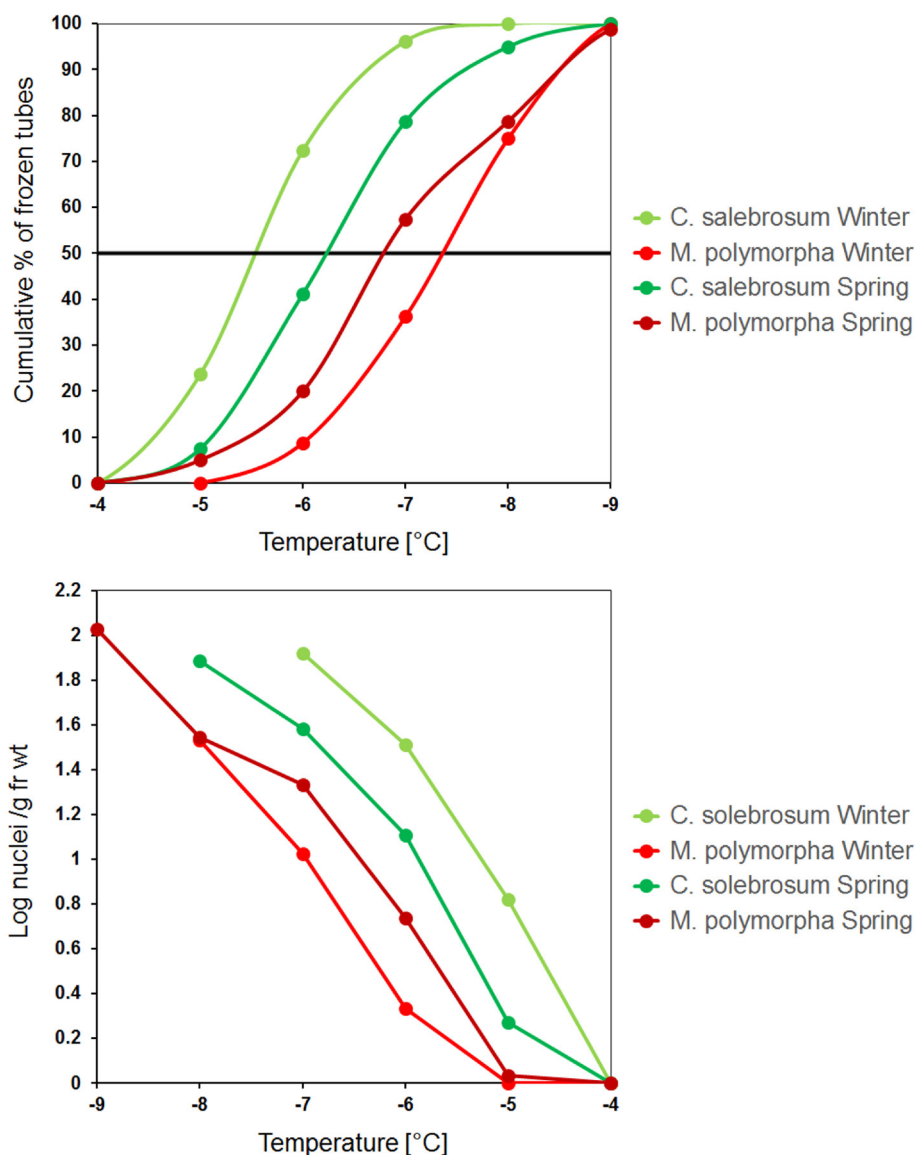 100
90
80
70
60
50
40
30
20
10
0
Cumulative % of frozen tubes
-4 -5 -6 -7 -8 -9
Temperature [°C]
C. salebrosum Winter
M. polymorpha Winter
C. salebrosum Spring
M. polymorpha Spring
2.2
2
1.8
1.6
1.4
1.2
1
0.8
0.6
0.4
0.2
0
Log nuclei /g fr wt
-9 -8 -7 -6 -5 -4
Temperature [°C]
C. solebrosum Winter
M. polymorpha Winter
C. solebrosum Spring
M. polymorpha Spring